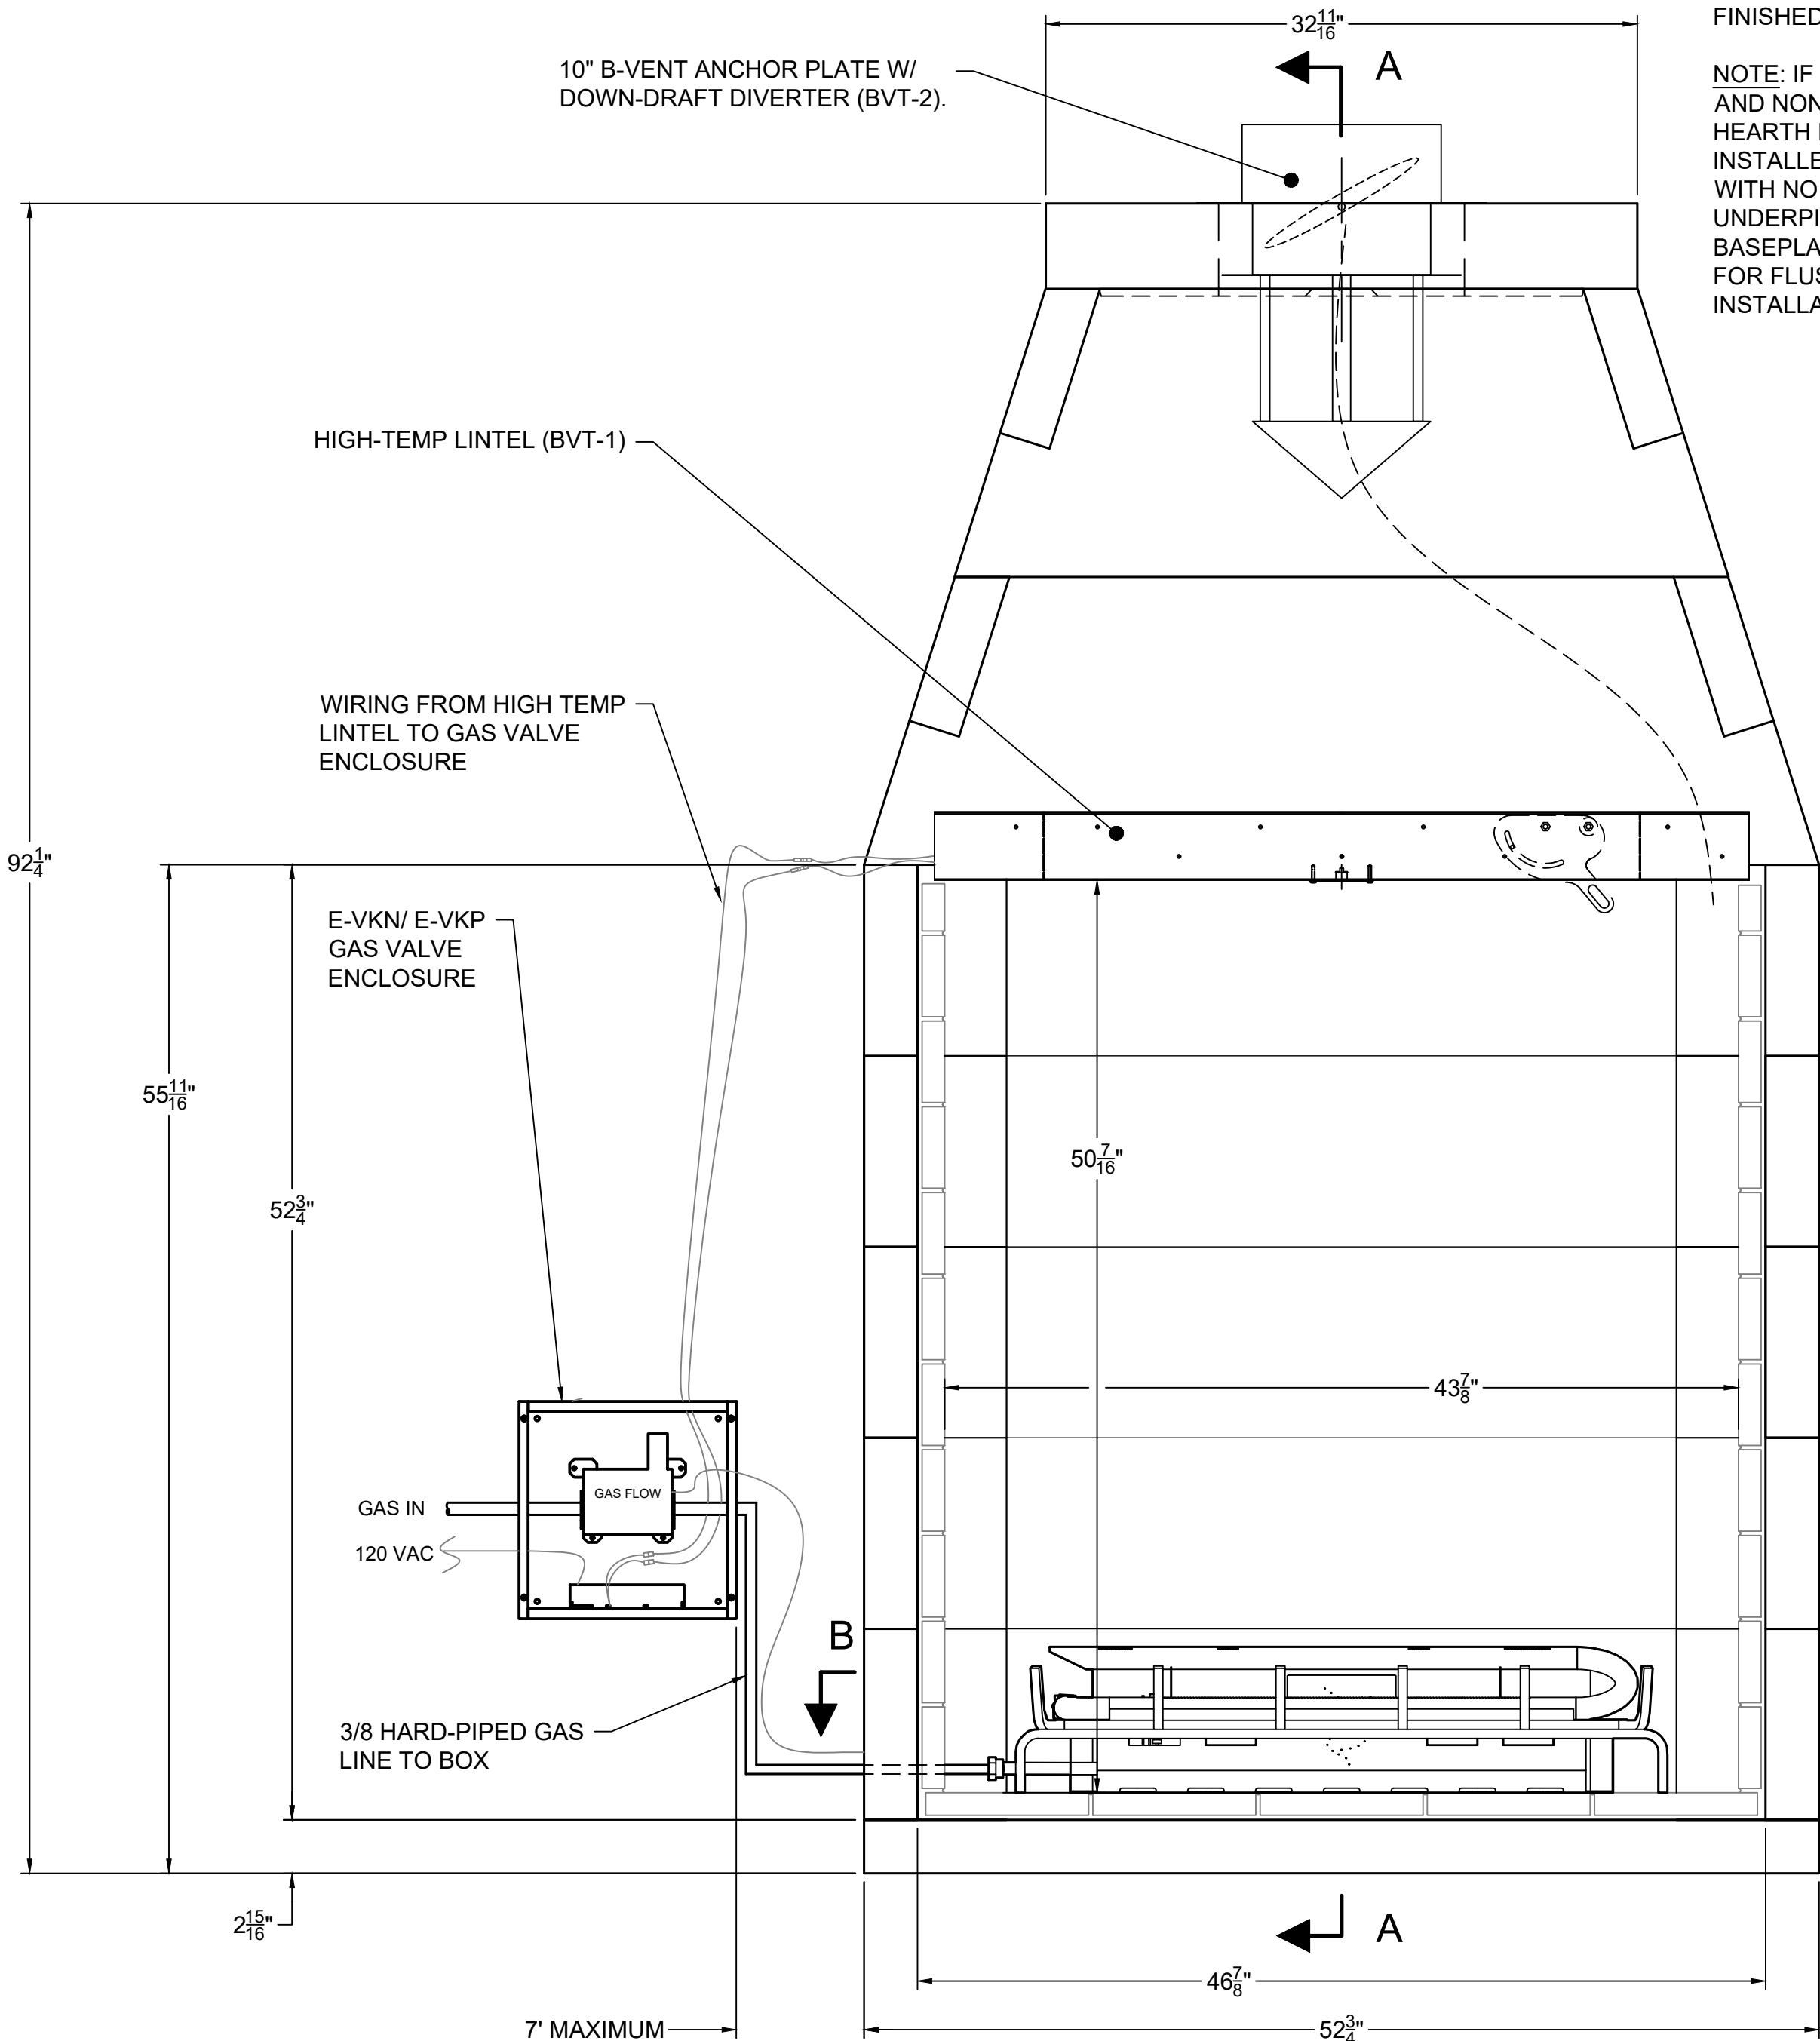 32 11/16"
A
10" B-VENT ANCHOR PLATE W/
DOWN-DRAFT DIVERTER (BVT-2).
FINISHED
NOTE: IF
AND NON
HEARTH
INSTALLE
WITH NO
UNDERPI
BASEPLA
FOR FLUS
INSTALLA
HIGH-TEMP LINTEL (BVT-1)
WIRING FROM HIGH TEMP
LINTEL TO GAS VALVE
ENCLOSURE
92 1/4"
E-VKN/ E-VKP
GAS VALVE
ENCLOSURE
55 11/16"
50 7/16"
52 3/4"
43 7/8"
GAS FLOW
GAS IN
120 VAC
B
3/8 HARD-PIPED GAS
LINE TO BOX
2 15/16"
A
46 7/8"
7' MAXIMUM
52 3/4"